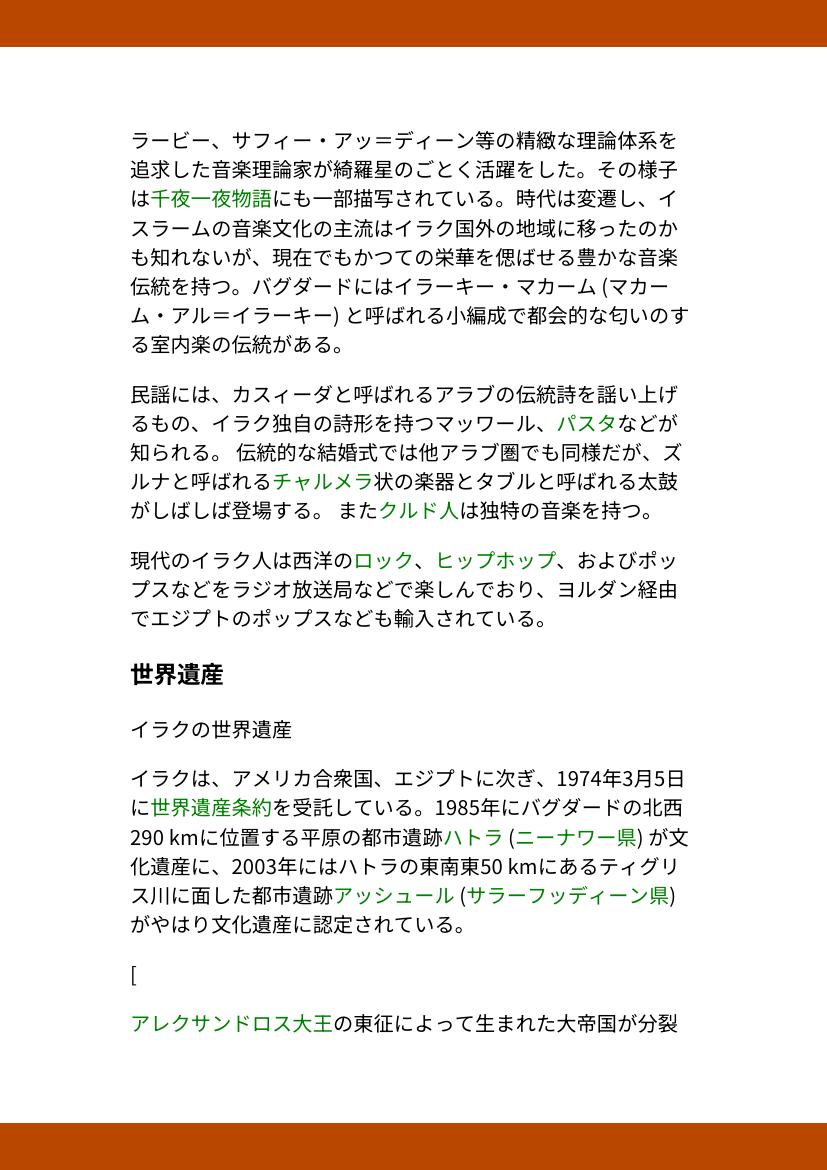 ラービー、サフィー・アッ＝ディーン等の精緻な理論体系を
追求した音楽理論家が綺羅星のごとく活躍をした。その様子
は千夜一夜物語にも一部描写されている。時代は変遷し、イ
スラームの音楽文化の主流はイラク国外の地域に移ったのか
も知れないが、現在でもかつての栄華を偲ばせる豊かな音楽
伝統を持つ。バグダードにはイラーキー・マカーム (マカー
ム・アル＝イラーキー) と呼ばれる小編成で都会的な匂いのす
る室内楽の伝統がある。
民謡には、カスィーダと呼ばれるアラブの伝統詩を謡い上げ
るもの、イラク独自の詩形を持つマッワール、パスタなどが
知られる。 伝統的な結婚式では他アラブ圏でも同様だが、ズ
ルナと呼ばれるチャルメラ状の楽器とタブルと呼ばれる太鼓
がしばしば登場する。 またクルド人は独特の音楽を持つ。
現代のイラク人は西洋のロック、ヒップホップ、およびポッ
プスなどをラジオ放送局などで楽しんでおり、ヨルダン経由
でエジプトのポップスなども輸入されている。
世界遺産
イラクの世界遺産
イラクは、アメリカ合衆国、エジプトに次ぎ、1974年3月5日
に世界遺産条約を受託している。1985年にバグダードの北西
290 kmに位置する平原の都市遺跡ハトラ (ニーナワー県) が文
化遺産に、2003年にはハトラの東南東50 kmにあるティグリ
ス川に面した都市遺跡アッシュール (サラーフッディーン県)
がやはり文化遺産に認定されている。
[
アレクサンドロス大王の東征によって生まれた大帝国が分裂